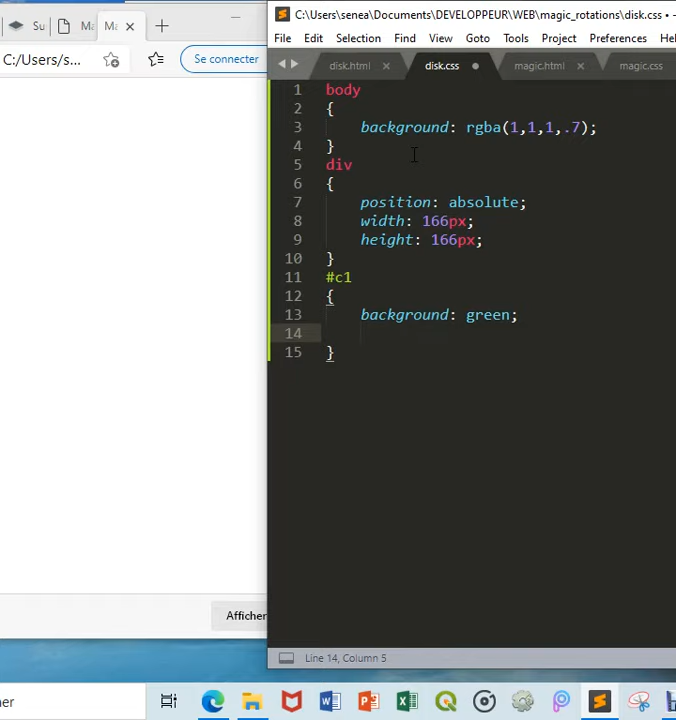 C:\Users\senea\Documents\DEVELOPPEUR\WEB\magic_rotations\disk.css • -
Su Ma Ma
C:/Users/s... Se connecter
File Edit Selection Find View Goto Tools Project Preferences Hel
disk.html disk.css magic.html magic.css
1 body
2 {
3 background: rgba(1,1,1,.7);
4 }
5 div
6 {
7 position: absolute;
8 width: 166px;
9 height: 166px;
10 }
11 #c1
12 {
13 background: green;
14
15 }
Afficher
Line 14, Column 5
ner